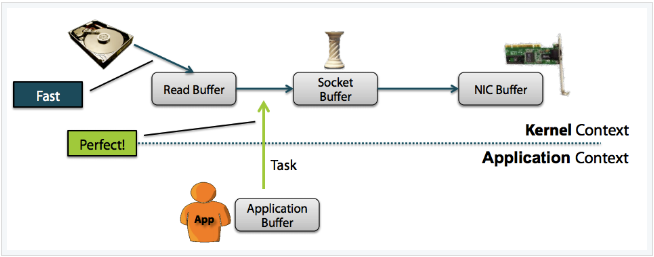 Fast
Read Buffer
Socket
Buffer
NIC Buffer
Perfect!
Kernel Context
Application Context
Task
App
Application
Buffer